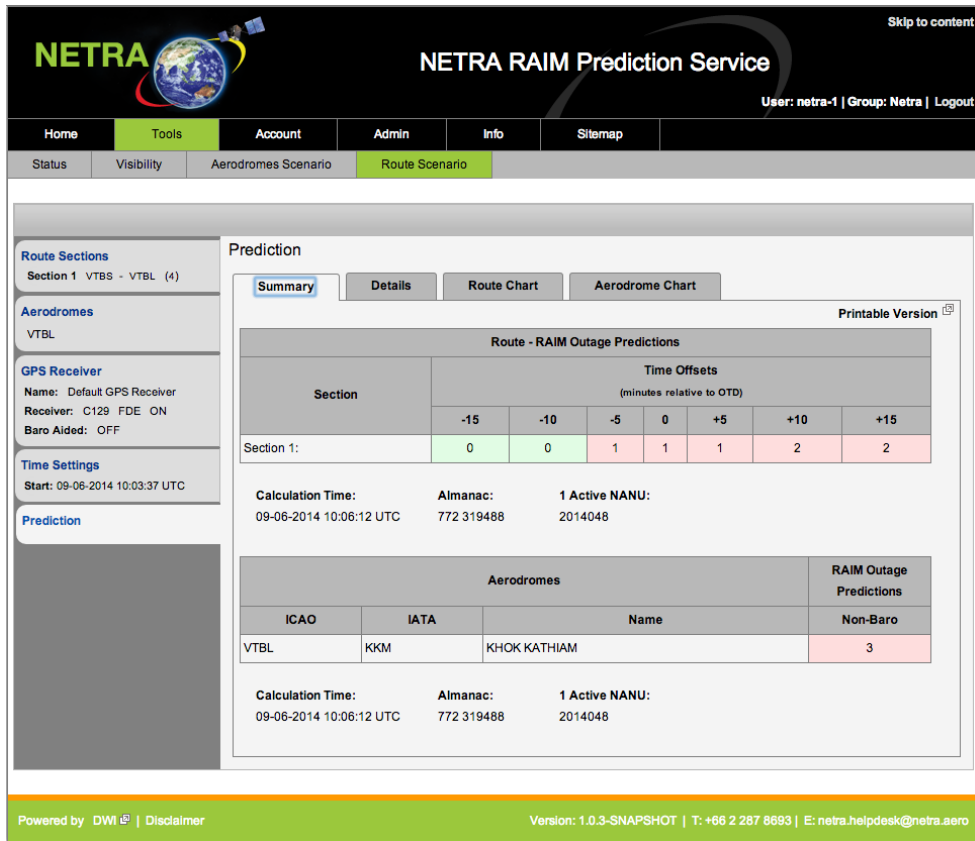 Skip to content
NETRA
NETRA RAIM Prediction Service
User: netra-1 | Group: Netra | Logout
Home Tools Account Admin Info Sitemap
Status Visibility Aerodromes Scenario Route Scenario
Route Sections
Section 1 VTBS - VTBL (4)
Aerodromes
VTBL
GPS Receiver
Name: Default GPS Receiver
Receiver: C129 FDE ON
Baro Aided: OFF
Time Settings
Start: 09-06-2014 10:03:37 UTC
Prediction
Prediction
Summary Details Route Chart Aerodrome Chart
Printable Version
Route - RAIM Outage Predictions
Section
Time Offsets
(minutes relative to OTD)
-15 -10 -5 0 +5 +10 +15
Section 1: 0 0 1 1 1 2 2
Calculation Time: Almanac: 1 Active NANU:
09-06-2014 10:06:12 UTC 772 319488 2014048
Aerodromes
RAIM Outage
Predictions
ICAO IATA Name Non-Baro
VTBL KKM KHOK KATHIAM 3
Calculation Time: Almanac: 1 Active NANU:
09-06-2014 10:06:12 UTC 772 319488 2014048
Powered by DWI | Disclaimer
Version: 1.0.3-SNAPSHOT | T: +66 2 287 8693 | E: netra.helpdesk@netra.aero